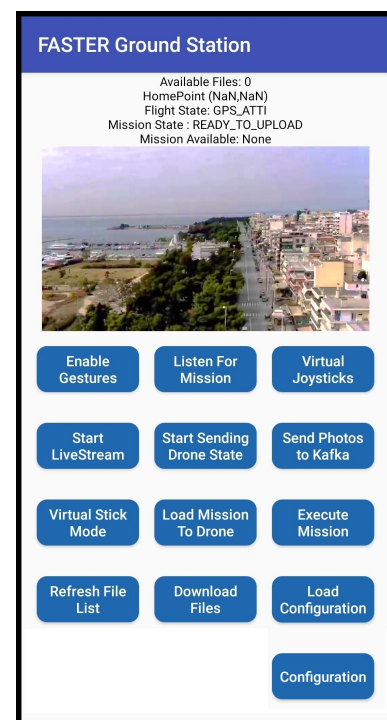 FASTER Ground Station
Available Files: 0
HomePoint (NaN,NaN)
Flight State: GPS_ATTI
Mission State : READY_TO_UPLOAD
Mission Available: None
Enable
Gestures
Listen For
Mission
Virtual
Joysticks
Start
LiveStream
Start Sending
Drone State
Send Photos
to Kafka
Virtual Stick
Mode
Load Mission
To Drone
Execute
Mission
Refresh File
List
Download
Files
Load
Configuration
Configuration